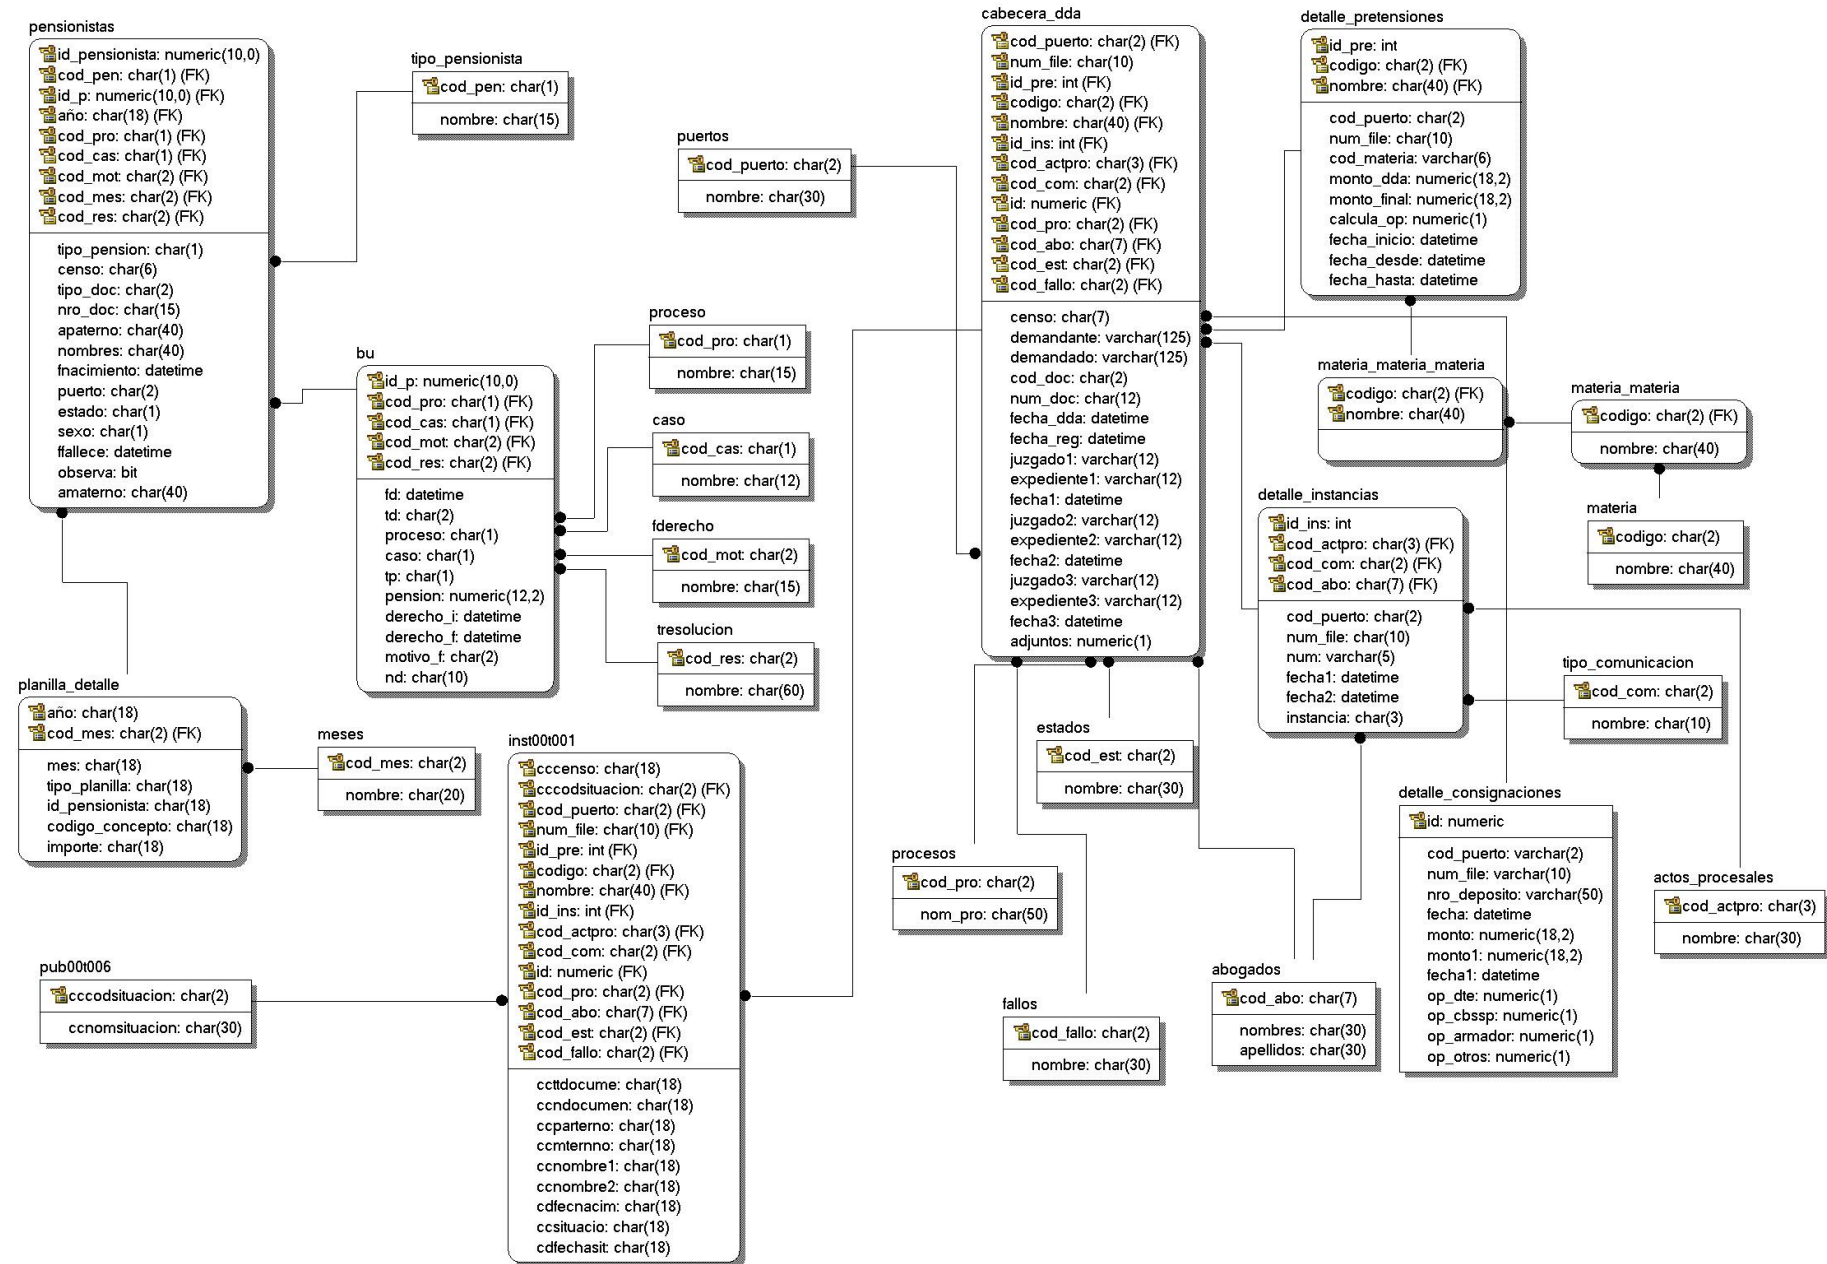 pensionistas
id_pensionista: numeric(10,0)
cod_pen: char(1) (FK)
id_p: numeric(10,0) (FK)
año: char(18) (FK)
cod_pro: char(1) (FK)
cod_cas: char(1) (FK)
cod_mot: char(2) (FK)
cod_mes: char(2) (FK)
cod_res: char(2) (FK)
tipo_pension: char(1)
censo: char(6)
tipo_doc: char(2)
nro_doc: char(15)
apaterno: char(40)
nombres: char(40)
fnacimiento: datetime
puerto: char(2)
estado: char(1)
sexo: char(1)
ffallece: datetime
observa: bit
amaterno: char(40)
tipo_pensionista
cod_pen: char(1)
nombre: char(15)
puertos
cod_puerto: char(2)
nombre: char(30)
cabecera_dda
cod_puerto: char(2) (FK)
num_file: char(10)
id_pre: int (FK)
codigo: char(2) (FK)
nombre: char(40) (FK)
id_ins: int (FK)
cod_actpro: char(3) (FK)
cod_com: char(2) (FK)
id: numeric (FK)
cod_pro: char(2) (FK)
cod_abo: char(7) (FK)
cod_est: char(2) (FK)
cod_fallo: char(2) (FK)
censo: char(7)
demandante: varchar(125)
demandado: varchar(125)
cod_doc: char(2)
num_doc: char(12)
fecha_dda: datetime
fecha_reg: datetime
juzgado1: varchar(12)
expediente1: varchar(12)
fecha1: datetime
juzgado2: varchar(12)
expediente2: varchar(12)
fecha2: datetime
juzgado3: varchar(12)
expediente3: varchar(12)
fecha3: datetime
adjuntos: numeric(1)
detalle_pretensiones
id_pre: int
codigo: char(2) (FK)
nombre: char(40) (FK)
cod_puerto: char(2)
num_file: char(10)
cod_materia: varchar(6)
monto_dda: numeric(18,2)
monto_final: numeric(18,2)
calcula_op: numeric(1)
fecha_inicio: datetime
fecha_desde: datetime
fecha_hasta: datetime
bu
id_p: numeric(10,0)
cod_pro: char(1) (FK)
cod_cas: char(1) (FK)
cod_mot: char(2) (FK)
cod_res: char(2) (FK)
fd: datetime
td: char(2)
proceso: char(1)
caso: char(1)
tp: char(1)
pension: numeric(12,2)
derecho_i: datetime
derecho_f: datetime
motivo_f: char(2)
nd: char(10)
proceso
cod_pro: char(1)
nombre: char(15)
caso
cod_cas: char(1)
nombre: char(12)
fderecho
cod_mot: char(2)
nombre: char(15)
tresolucion
cod_res: char(2)
nombre: char(60)
materia_materia_materia
codigo: char(2) (FK)
nombre: char(40)
materia_materia
codigo: char(2) (FK)
nombre: char(40)
materia
codigo: char(2)
nombre: char(40)
detalle_instancias
id_ins: int
cod_actpro: char(3) (FK)
cod_com: char(2) (FK)
cod_abo: char(7) (FK)
cod_puerto: char(2)
num_file: char(10)
num: varchar(5)
fecha1: datetime
fecha2: datetime
instancia: char(3)
tipo_comunicacion
cod_com: char(2)
nombre: char(10)
planilla_detalle
año: char(18)
cod_mes: char(2) (FK)
mes: char(18)
tipo_planilla: char(18)
id_pensionista: char(18)
codigo_concepto: char(18)
importe: char(18)
meses
cod_mes: char(2)
nombre: char(20)
inst00t001
cccenso: char(18)
cccodsituacion: char(2) (FK)
cod_puerto: char(2) (FK)
num_file: char(10) (FK)
id_pre: int (FK)
codigo: char(2) (FK)
nombre: char(40) (FK)
id_ins: int (FK)
cod_actpro: char(3) (FK)
cod_com: char(2) (FK)
id: numeric (FK)
cod_pro: char(2) (FK)
cod_abo: char(7) (FK)
cod_est: char(2) (FK)
cod_fallo: char(2) (FK)
ccttdocume: char(18)
ccndocumen: char(18)
ccparterno: char(18)
ccmternno: char(18)
ccnombre1: char(18)
ccnombre2: char(18)
cdfecnacim: char(18)
ccsituacio: char(18)
cdfechasit: char(18)
estados
cod_est: char(2)
nombre: char(30)
procesos
cod_pro: char(2)
nom_pro: char(50)
detalle_consignaciones
id: numeric
cod_puerto: varchar(2)
num_file: varchar(10)
nro_deposito: varchar(50)
fecha: datetime
monto: numeric(18,2)
monto1: numeric(18,2)
fecha1: datetime
op_dte: numeric(1)
op_cbssp: numeric(1)
op_armador: numeric(1)
op_otros: numeric(1)
actos_procesales
cod_actpro: char(3)
nombre: char(30)
pub00t006
cccodsituacion: char(2)
ccnomsituacion: char(30)
fallos
cod_fallo: char(2)
nombre: char(30)
abogados
cod_abo: char(7)
nombres: char(30)
apellidos: char(30)